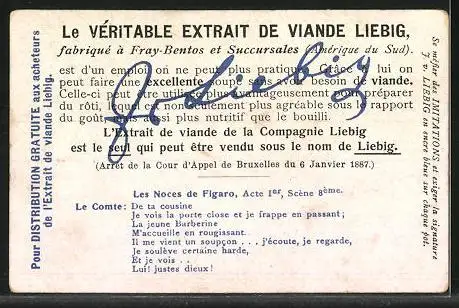 Le VÉRITABLE EXTRAIT DE VIANDE LIEBIG,
fabriqué à Fray-Bentos et Succursales (Amérique du Sud).
est d'un emploi on ne peut plus pratique. Grâce à lui on
peut faire une excellente soupe sans avoir besoin de viande.
Celle-ci peut être utilisée plus avantageusement pour préparer
du rôti, lequel est non seulement plus agréable sous le rapport
du goût, mais aussi plus nutritif que le bouilli.
L'Extrait de viande de la Compagnie Liebig
est le seul qui peut être vendu sous le nom de Liebig.
(Arrêt de la Cour d'Appel de Bruxelles du 6 Janvier 1887.)
Les Noces de Figaro, Acte Ier, Scène 8ème.
Le Comte: De ta cousine
Je vois la porte close et je frappe en passant;
La jeune Barberine
M'accueille en rougissant.
Il me vient un soupçon ... j'écoute, je regarde,
Je soulève certaine harde,
Et je vois ..
Lui! justes dieux!
Pour DISTRIBUTION GRATUITE aux acheteurs
de l'Extrait de viande Liebig.
Se méfier des IMITATIONS et exiger la signature
J. v. LIEBIG en encre bleue sur chaque pot.